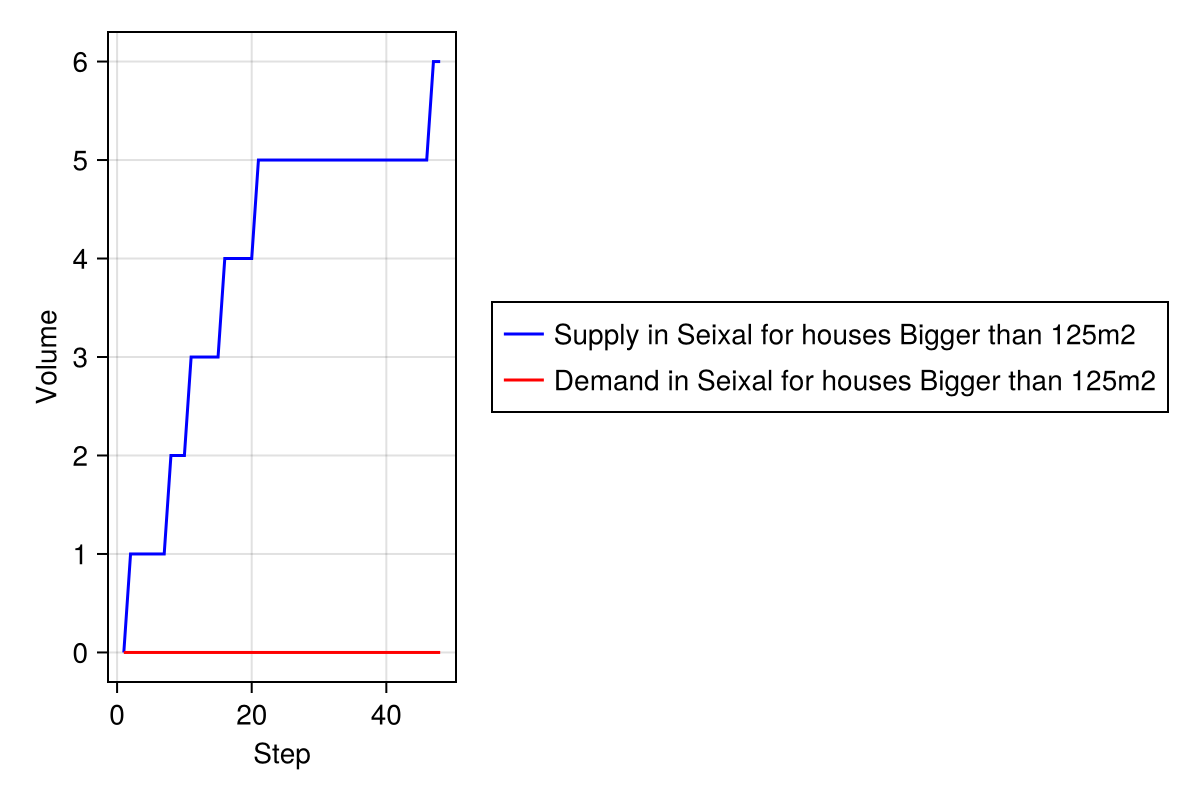 6
5
4
3
2
1
0
Volume
0 20 40
Step
Supply in Seixal for houses Bigger than 125m2
Demand in Seixal for houses Bigger than 125m2